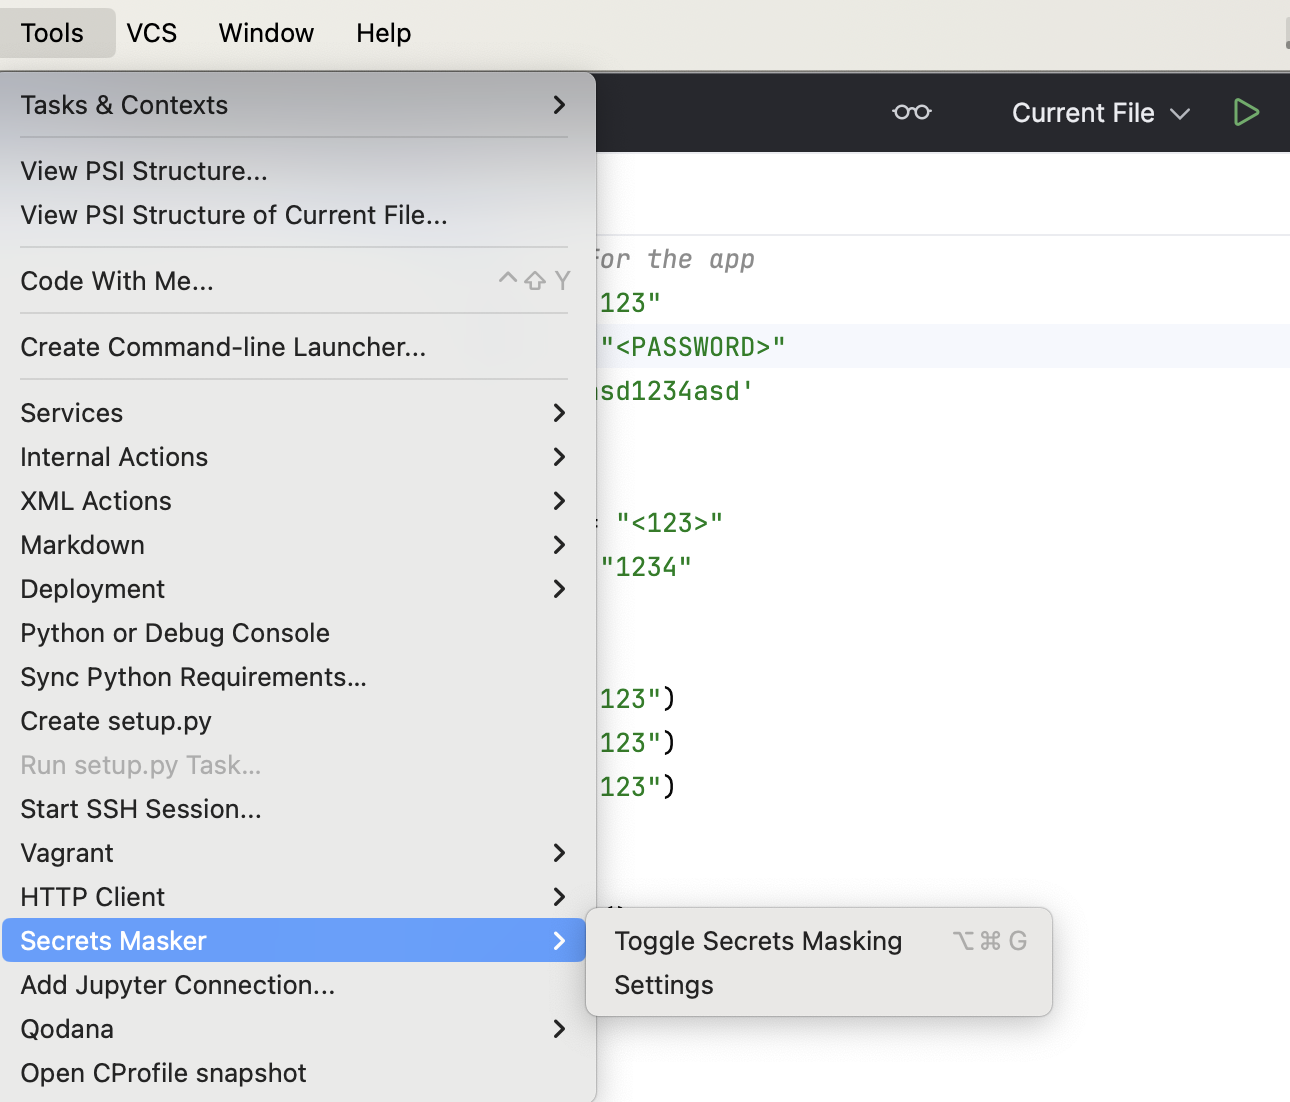 Tools VCS Window Help
Tasks & Contexts
Current File
View PSI Structure...
View PSI Structure of Current File...
for the app
Code With Me... ^⇧Y
123"
Create Command-line Launcher...
"<PASSWORD>"
asd1234asd'
Services
Internal Actions
XML Actions
= "<123>"
Markdown
"1234"
Deployment
Python or Debug Console
Sync Python Requirements...
123")
Create setup.py
123")
Run setup.py Task...
123")
Start SSH Session...
Vagrant
HTTP Client
Secrets Masker
Toggle Secrets Masking ⌥⌘G
Add Jupyter Connection...
Settings
Qodana
Open CProfile snapshot